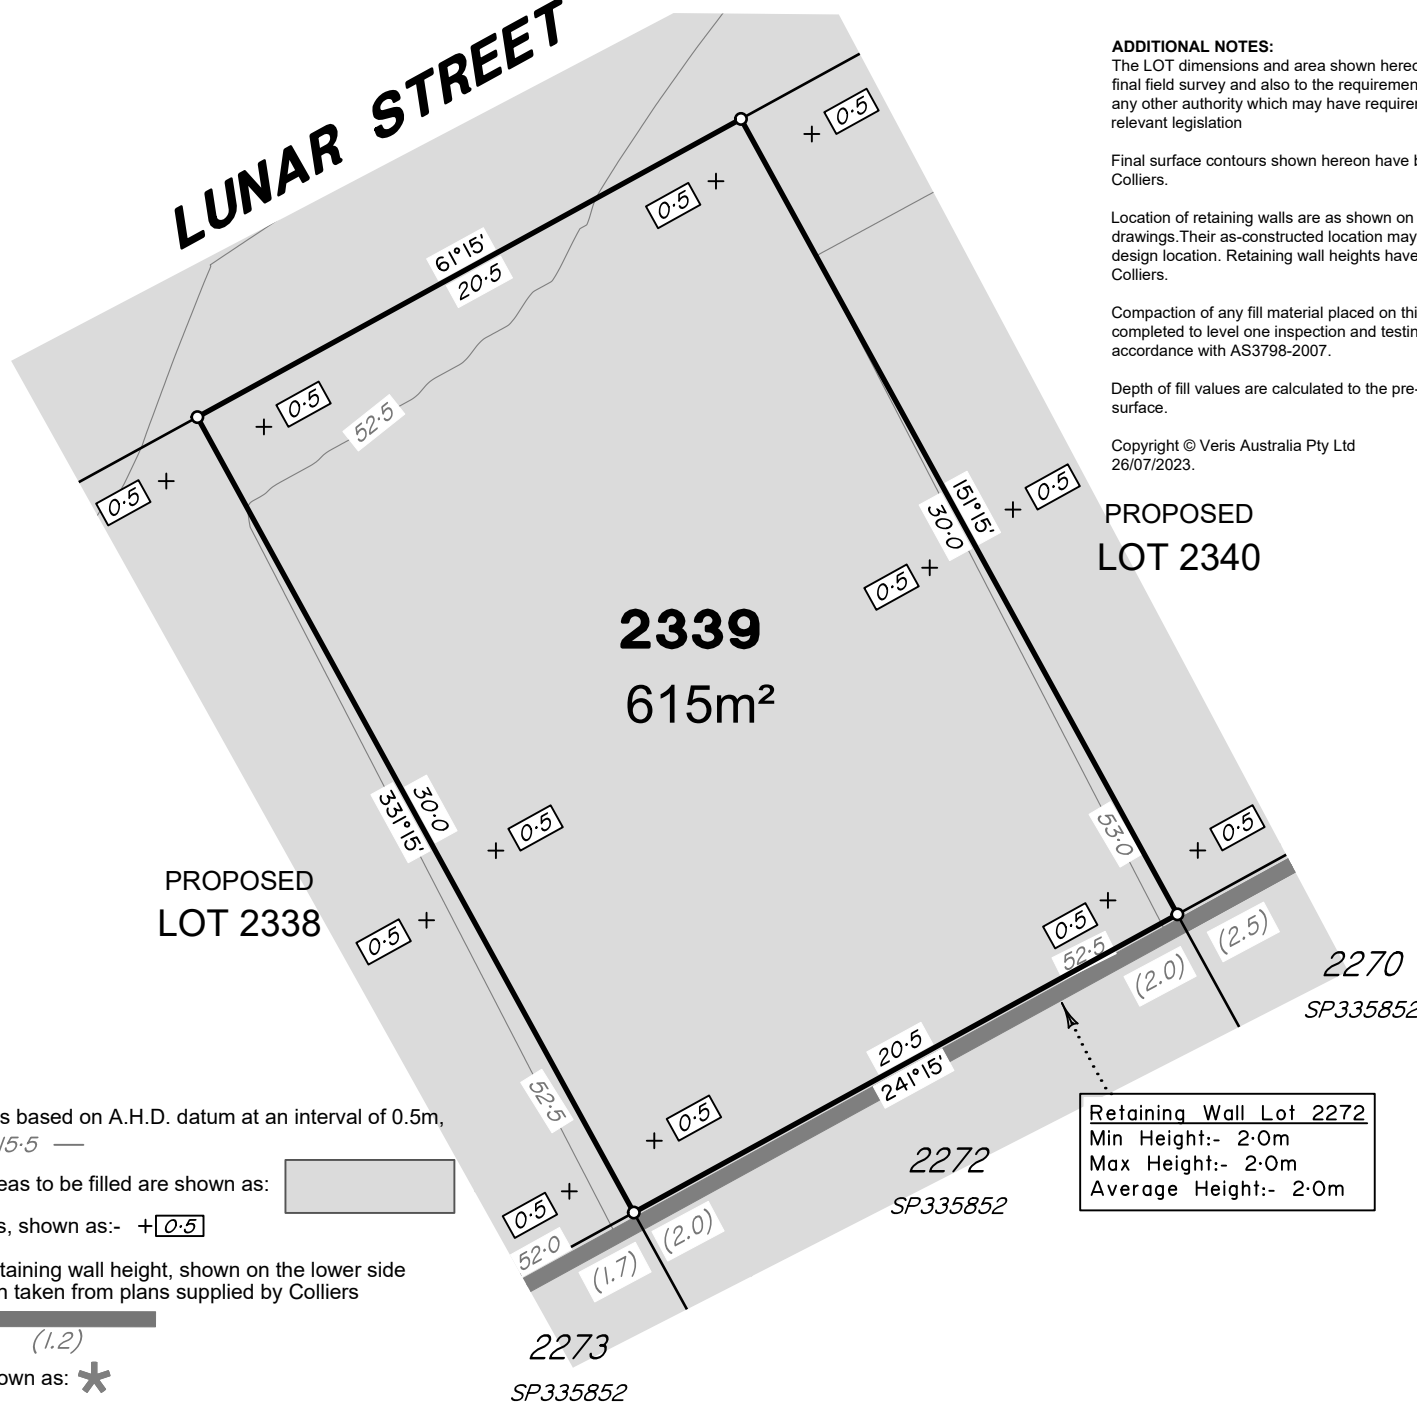 LUNAR STREET
ADDITIONAL NOTES:
The LOT dimensions and area shown hereo
final field survey and also to the requiremen
any other authority which may have requirer
relevant legislation
Final surface contours shown hereon have b
Colliers.
Location of retaining walls are as shown on
drawings.Their as-constructed location may
design location. Retaining wall heights have
Colliers.
Compaction of any fill material placed on thi
completed to level one inspection and testin
accordance with AS3798-2007.
Depth of fill values are calculated to the pre-
surface.
Copyright © Veris Australia Pty Ltd
26/07/2023.
PROPOSED
LOT 2340
0·5
0·5
61°15'
20·5
0·5
52·5
0·5
0·5
151°15'
30·0
0·5
2339
615m²
30·0
331°15'
0·5
0·5
PROPOSED
LOT 2338
53·0
0·5
0·5
52·5
(2.5)
(2.0)
2270
SP335852
20·5
241°15'
52·5
0·5
0·5
52·0
(2.0)
(1.7)
2272
SP335852
Retaining Wall Lot 2272
Min Height:- 2·0m
Max Height:- 2·0m
Average Height:- 2·0m
2273
SP335852
s based on A.H.D. datum at an interval of 0.5m,
15·5
eas to be filled are shown as:
s, shown as:- + 0·5
taining wall height, shown on the lower side
n taken from plans supplied by Colliers
(1.2)
own as: